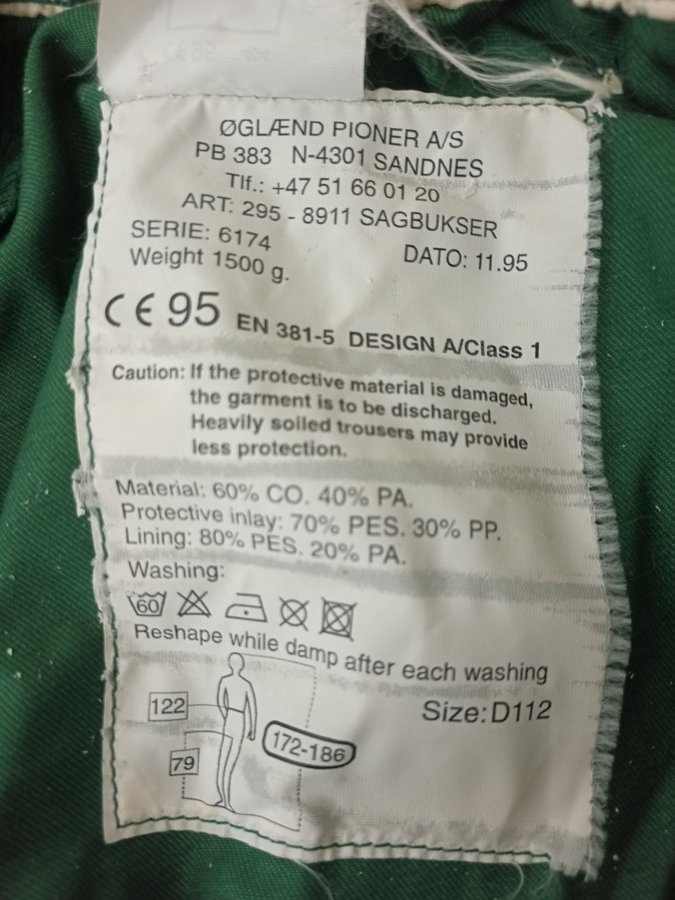 ØGLÆND PIONER A/S
PB 383 N-4301 SANDNES
Tlf.: +47 51 66 01 20
ART: 295 - 8911 SAGBUKSER
SERIE: 6174 DATO: 11.95
Weight 1500 g.
CE 95 EN 381-5 DESIGN A/Class 1
Caution: If the protective material is damaged,
the garment is to be discharged.
Heavily soiled trousers may provide
less protection.
Material: 60% CO. 40% PA.
Protective inlay: 70% PES. 30% PP.
Lining: 80% PES. 20% PA.
Washing:
60
Reshape while damp after each washing
Size: D112
122
172-186
79